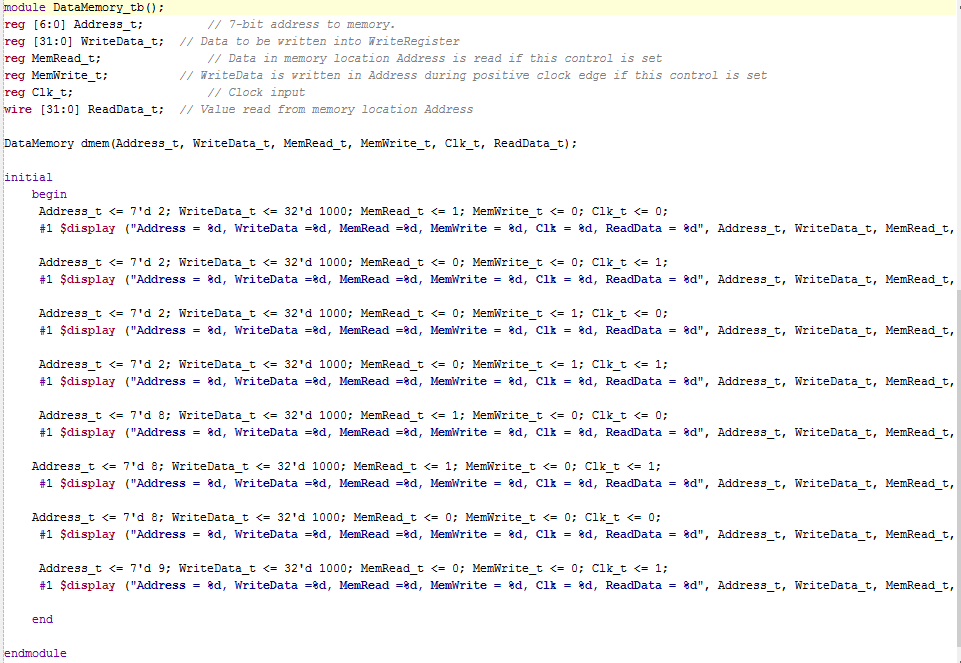 module DataMemory_tb();
reg [6:0] Address_t;         // 7-bit address to memory.
reg [31:0] WriteData_t;  // Data to be written into WriteRegister
reg MemRead_t;               // Data in memory location Address is read if this control is set
reg MemWrite_t;          // WriteData is written in Address during positive clock edge if this control is set
reg Clk_t;                   // Clock input
wire [31:0] ReadData_t;  // Value read from memory location Address

DataMemory dmem(Address_t, WriteData_t, MemRead_t, MemWrite_t, Clk_t, ReadData_t);

initial
    begin
     Address_t <= 7'd 2; WriteData_t <= 32'd 1000; MemRead_t <= 1; MemWrite_t <= 0; Clk_t <= 0;
     #1 $display ("Address = %d, WriteData =%d, MemRead =%d, MemWrite = %d, Clk = %d, ReadData = %d", Address_t, WriteData_t, MemRead_t,

     Address_t <= 7'd 2; WriteData_t <= 32'd 1000; MemRead_t <= 0; MemWrite_t <= 0; Clk_t <= 1;
     #1 $display ("Address = %d, WriteData =%d, MemRead =%d, MemWrite = %d, Clk = %d, ReadData = %d", Address_t, WriteData_t, MemRead_t,

     Address_t <= 7'd 2; WriteData_t <= 32'd 1000; MemRead_t <= 0; MemWrite_t <= 1; Clk_t <= 0;
     #1 $display ("Address = %d, WriteData =%d, MemRead =%d, MemWrite = %d, Clk = %d, ReadData = %d", Address_t, WriteData_t, MemRead_t,

     Address_t <= 7'd 2; WriteData_t <= 32'd 1000; MemRead_t <= 0; MemWrite_t <= 1; Clk_t <= 1;
     #1 $display ("Address = %d, WriteData =%d, MemRead =%d, MemWrite = %d, Clk = %d, ReadData = %d", Address_t, WriteData_t, MemRead_t,

     Address_t <= 7'd 8; WriteData_t <= 32'd 1000; MemRead_t <= 1; MemWrite_t <= 0; Clk_t <= 0;
     #1 $display ("Address = %d, WriteData =%d, MemRead =%d, MemWrite = %d, Clk = %d, ReadData = %d", Address_t, WriteData_t, MemRead_t,

    Address_t <= 7'd 8; WriteData_t <= 32'd 1000; MemRead_t <= 1; MemWrite_t <= 0; Clk_t <= 1;
     #1 $display ("Address = %d, WriteData =%d, MemRead =%d, MemWrite = %d, Clk = %d, ReadData = %d", Address_t, WriteData_t, MemRead_t,

    Address_t <= 7'd 8; WriteData_t <= 32'd 1000; MemRead_t <= 0; MemWrite_t <= 0; Clk_t <= 0;
     #1 $display ("Address = %d, WriteData =%d, MemRead =%d, MemWrite = %d, Clk = %d, ReadData = %d", Address_t, WriteData_t, MemRead_t,

     Address_t <= 7'd 9; WriteData_t <= 32'd 1000; MemRead_t <= 0; MemWrite_t <= 0; Clk_t <= 1;
     #1 $display ("Address = %d, WriteData =%d, MemRead =%d, MemWrite = %d, Clk = %d, ReadData = %d", Address_t, WriteData_t, MemRead_t,

    end

endmodule